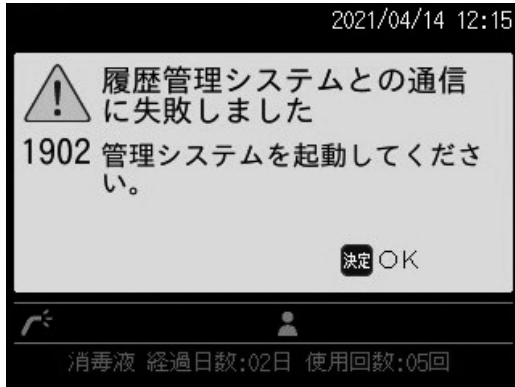 2021/04/14 12:15
履歴管理システムとの通信
に失敗しました
1902 管理システムを起動してくださ
い。
決定 OK
消毒液 経過日数:02日 使用回数:05回